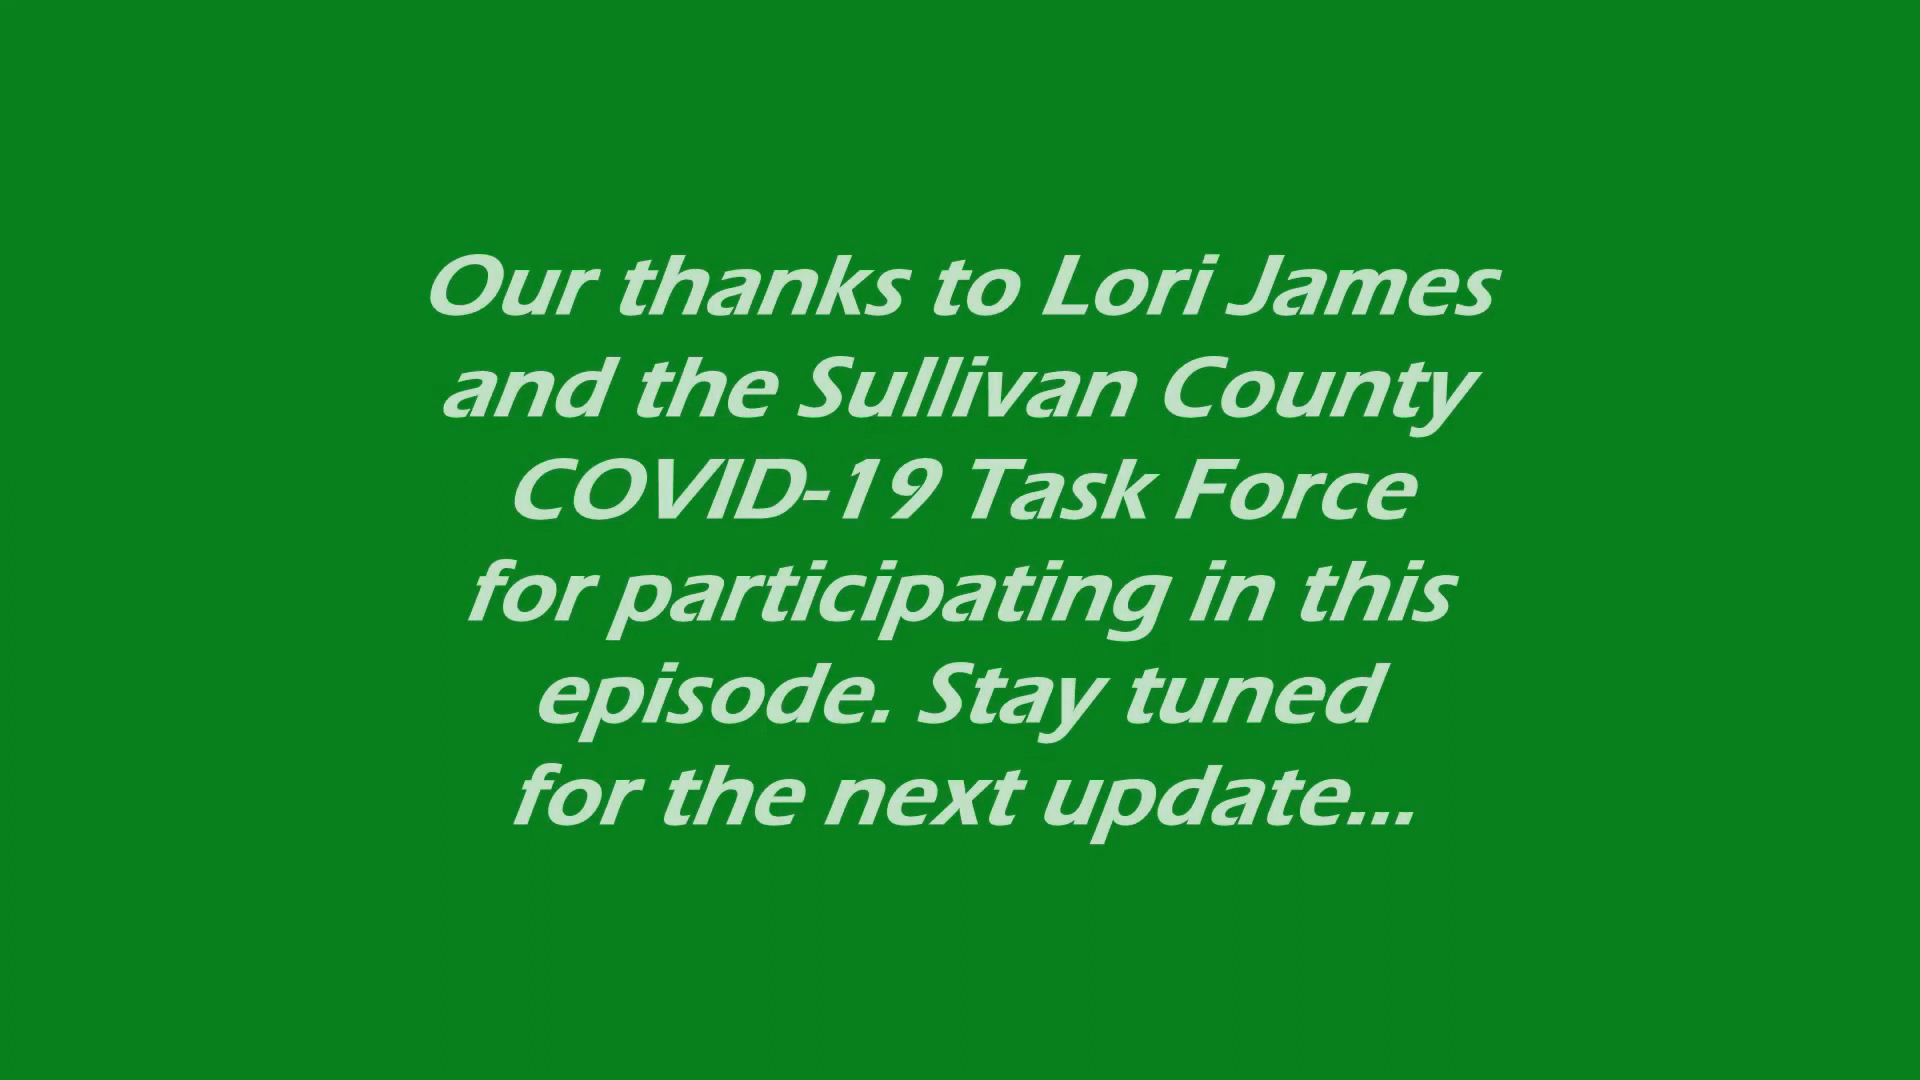 Our thanks to Lori James
and the Sullivan County
COVID-19 Task Force
for participating in this
episode. Stay tuned
for the next update...